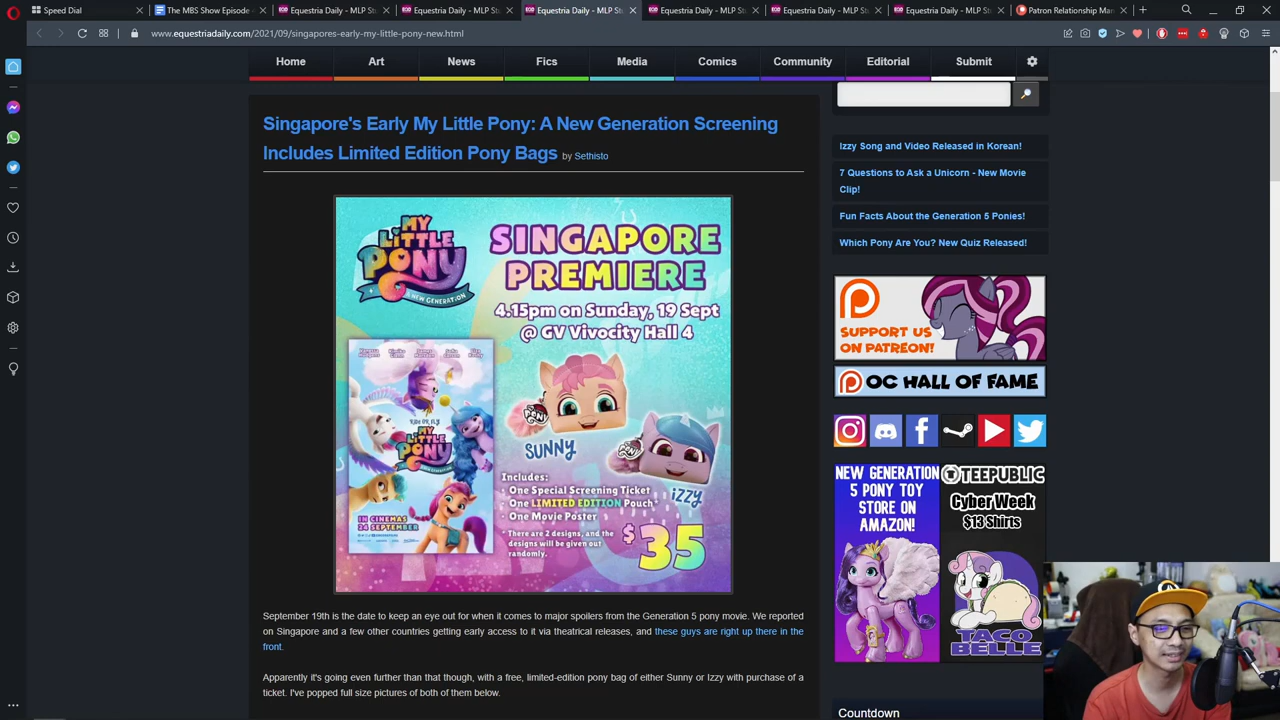 Speed Dial
The MBS Show Episode
Equestria Daily - MLP St
Equestria Daily - MLP St
Equestria Daily - MLP St
Equestria Daily - MLP St
Equestria Daily - MLP St
Equestria Daily - MLP St
Patron Relationship Man
www.equestriadaily.com/2021/09/singapores-early-my-little-pony-new.html
Home
Art
News
Fics
Media
Comics
Community
Editorial
Submit
Singapore's Early My Little Pony: A New Generation Screening
Includes Limited Edition Pony Bags by Sethisto
MY
LITTLE
PONY
A NEW GENERATION
SINGAPORE
PREMIERE
4.15pm on Sunday, 19 Sept
@ GV Vivocity Hall 4
MY
LITTLE
PONY
IN CINEMAS
24 SEPTEMBER
SUNNY
IZZY
Includes:
· One Special Screening Ticket
· One LIMITED EDITION Pouch*
· One Movie Poster
* There are 2 designs, and the
designs will be given out
randomly.
$35
September 19th is the date to keep an eye out for when it comes to major spoilers from the Generation 5 pony movie. We reported
on Singapore and a few other countries getting early access to it via theatrical releases, and these guys are right up there in the
front.
Apparently it's going even further than that though, with a free, limited-edition pony bag of either Sunny or Izzy with purchase of a
ticket. I've popped full size pictures of both of them below.
Izzy Song and Video Released in Korean!
7 Questions to Ask a Unicorn - New Movie
Clip!
Fun Facts About the Generation 5 Ponies!
Which Pony Are You? New Quiz Released!
SUPPORT US
ON PATREON!
OC HALL OF FAME
NEW GENERATION
5 PONY TOY
STORE ON
AMAZON!
TEEPUBLIC
Cyber Week
$13 Shirts
TACO
BELLE
Countdown